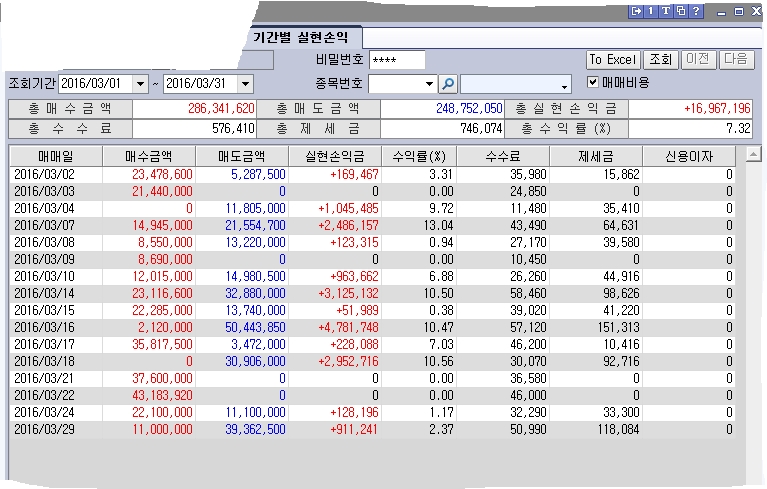 1 T ?
기간별 실현손익
비밀번호 **** To Excel 조회 이전 다음
조회기간 2016/03/01 ~ 2016/03/31 종목번호 매매비용
총 매 수 금 액 286,341,620 총 매 도 금 액 248,752,050 총 실 현 손 익 금 +16,967,196
총 수 수 료 576,410 총 제 세 금 746,074 총 수 익 률 (%) 7.32
매매일 매수금액 매도금액 실현손익금 수익률(%) 수수료 제세금 신용이자
2016/03/02 23,478,600 5,287,500 +169,467 3.31 35,980 15,862 0
2016/03/03 21,440,000 0 0 0.00 24,850 0 0
2016/03/04 0 11,805,000 +1,045,485 9.72 11,480 35,410 0
2016/03/07 14,945,000 21,554,700 +2,486,157 13.04 43,490 64,631 0
2016/03/08 8,550,000 13,220,000 +123,315 0.94 27,170 39,580 0
2016/03/09 8,690,000 0 0 0.00 10,450 0 0
2016/03/10 12,015,000 14,980,500 +963,662 6.88 26,260 44,916 0
2016/03/14 23,116,600 32,880,000 +3,125,132 10.50 58,460 98,626 0
2016/03/15 22,285,000 13,740,000 +51,989 0.38 39,020 41,220 0
2016/03/16 2,120,000 50,443,850 +4,781,748 10.47 57,120 151,313 0
2016/03/17 35,817,500 3,472,000 +228,088 7.03 46,200 10,416 0
2016/03/18 0 30,906,000 +2,952,716 10.56 30,070 92,716 0
2016/03/21 37,600,000 0 0 0.00 36,580 0 0
2016/03/22 43,183,920 0 0 0.00 46,000 0 0
2016/03/24 22,100,000 11,100,000 +128,196 1.17 32,290 33,300 0
2016/03/29 11,000,000 39,362,500 +911,241 2.37 50,990 118,084 0